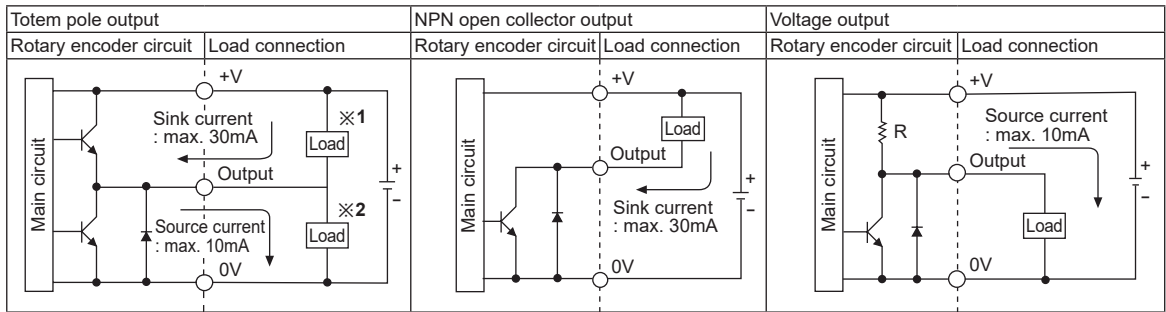 Totem pole output
Rotary encoder circuit
Load connection
Main circuit
+V
Sink current
: max. 30mA
※1
Load
Output
+
-
※2
Source current
: max. 10mA
Load
0V
NPN open collector output
Rotary encoder circuit
Load connection
Main circuit
+V
Load
Output
+
-
Sink current
: max. 30mA
0V
Voltage output
Rotary encoder circuit
Load connection
Main circuit
+V
R
Source current
: max. 10mA
Output
+
-
Load
0V